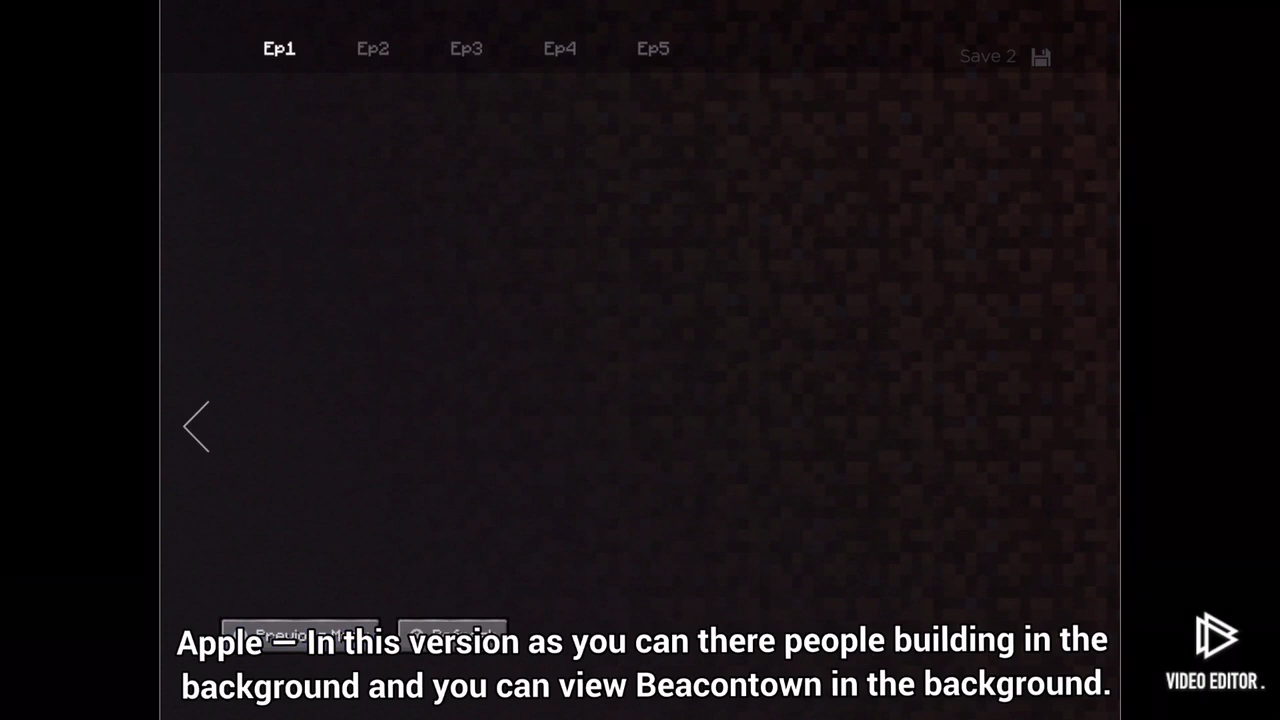 Ep1 Ep2 Ep3 Ep4 Ep5
Save 2
Apple — In this version as you can there people building in the
background and you can view Beacontown in the background.
VIDEO EDITOR.